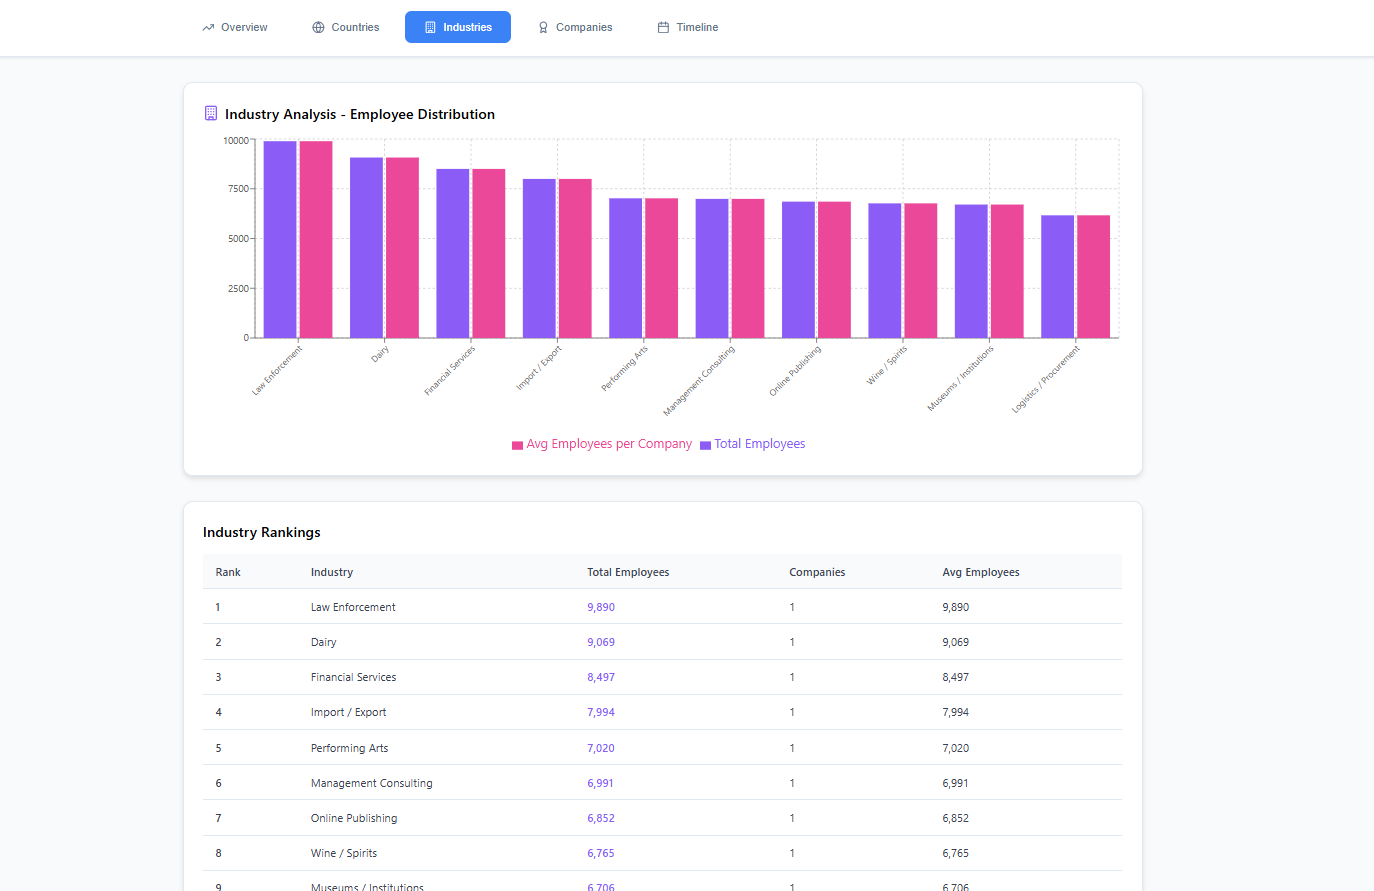 Overview Countries Industries Companies Timeline
Industry Analysis - Employee Distribution
10000
7500
5000
2500
0
Law Enforcement
Dairy
Financial Services
Import / Export
Performing Arts
Management Consulting
Online Publishing
Wine / Spirits
Museums / Institutions
Logistics / Procurement
Avg Employees per Company Total Employees
Industry Rankings
Rank Industry Total Employees Companies Avg Employees
1 Law Enforcement 9,890 1 9,890
2 Dairy 9,069 1 9,069
3 Financial Services 8,497 1 8,497
4 Import / Export 7,994 1 7,994
5 Performing Arts 7,020 1 7,020
6 Management Consulting 6,991 1 6,991
7 Online Publishing 6,852 1 6,852
8 Wine / Spirits 6,765 1 6,765
9 Museums / Institutions 6,706 1 6,706